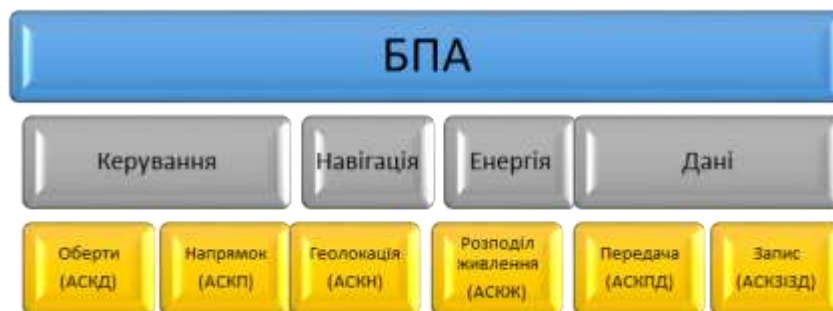 БПА
Керування
Навігація
Енергія
Дані
Оберти
(АСКД)
Напрямок
(АСКП)
Геолокація
(АСКН)
Розподіл
живлення
(АСКЖ)
Передача
(АСКПД)
Запис
(АСКЗІЗД)